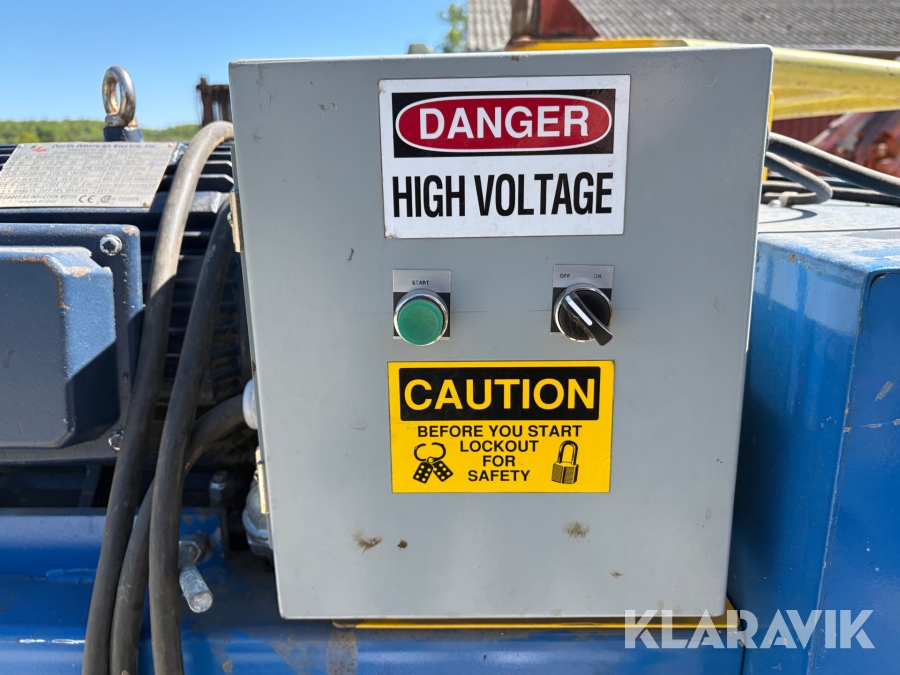 DANGER
HIGH VOLTAGE
START
OFF ON
CAUTION
BEFORE YOU START
LOCKOUT
FOR
SAFETY
KLARAVIK